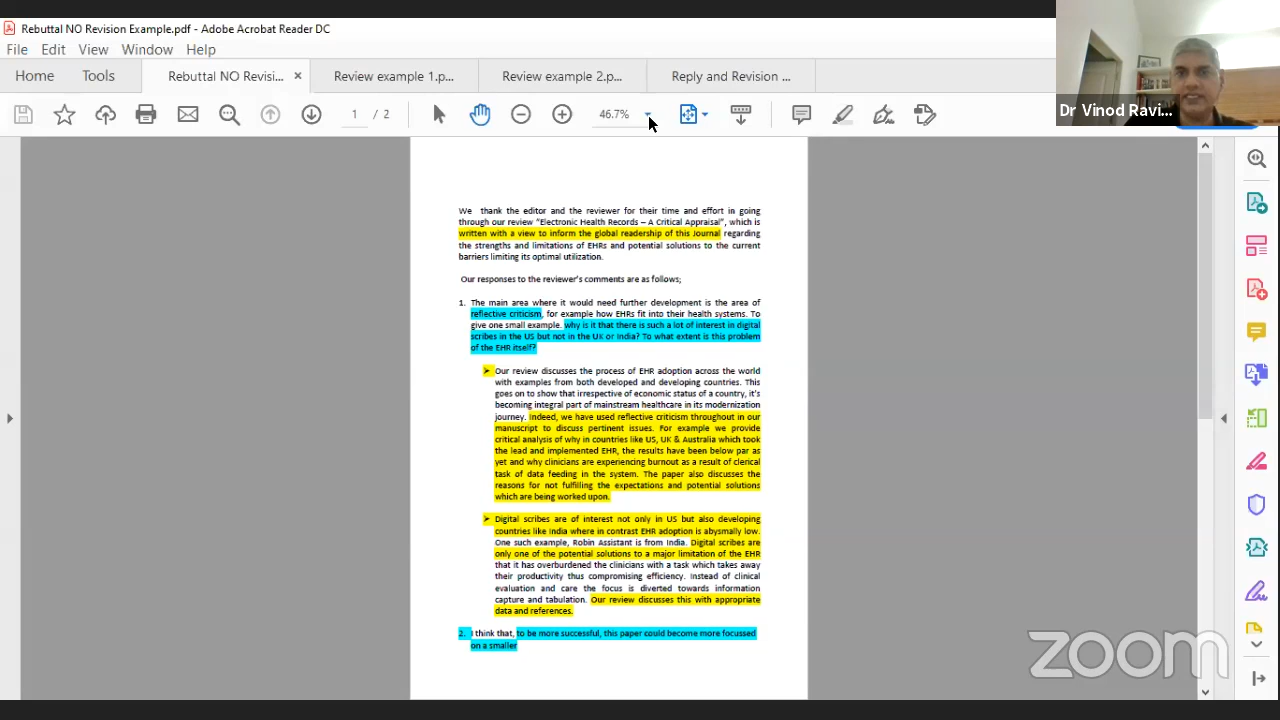 Rebuttal NO Revision Example.pdf - Adobe Acrobat Reader DC
File Edit View Window Help
Home Tools Rebuttal NO Revisi... × Review example 1.p... Review example 2.p... Reply and Revision ...
1 / 2 46.7%
Dr Vinod Ravi...
We thank the editor and the reviewer for their time and effort in going
through our review “Electronic Health Records – A Critical Appraisal”, which is
written with a view to inform the global readership of this Journal regarding
the strengths and limitations of EHRs and potential solutions to the current
barriers limiting its optimal utilization.
Our responses to the reviewer’s comments are as follows;
1. The main area where it would need further development is the area of
reflective criticism, for example how EHRs fit into their health systems. To
give one small example. why is it that there is such a lot of interest in digital
scribes in the US but not in the UK or India? To what extent is this problem
of the EHR itself?
➤ Our review discusses the process of EHR adoption across the world
with examples from both developed and developing countries. This
goes on to show that irrespective of economic status of a country, it’s
becoming integral part of mainstream healthcare in its modernization
journey. Indeed, we have used reflective criticism throughout in our
manuscript to discuss pertinent issues. For example we provide
critical analysis of why in countries like US, UK & Australia which took
the lead and implemented EHR, the results have been below par as
yet and why clinicians are experiencing burnout as a result of clerical
task of data feeding in the system. The paper also discusses the
reasons for not fulfilling the expectations and potential solutions
which are being worked upon.
➤ Digital scribes are of interest not only in US but also developing
countries like India where in contrast EHR adoption is abysmally low.
One such example, Robin Assistant is from India. Digital scribes are
only one of the potential solutions to a major limitation of the EHR
that it has overburdened the clinicians with a task which takes away
their productivity thus compromising efficiency. Instead of clinical
evaluation and care the focus is diverted towards information
capture and tabulation. Our review discusses this with appropriate
data and references.
2. I think that, to be more successful, this paper could become more focussed
on a smaller
zoom